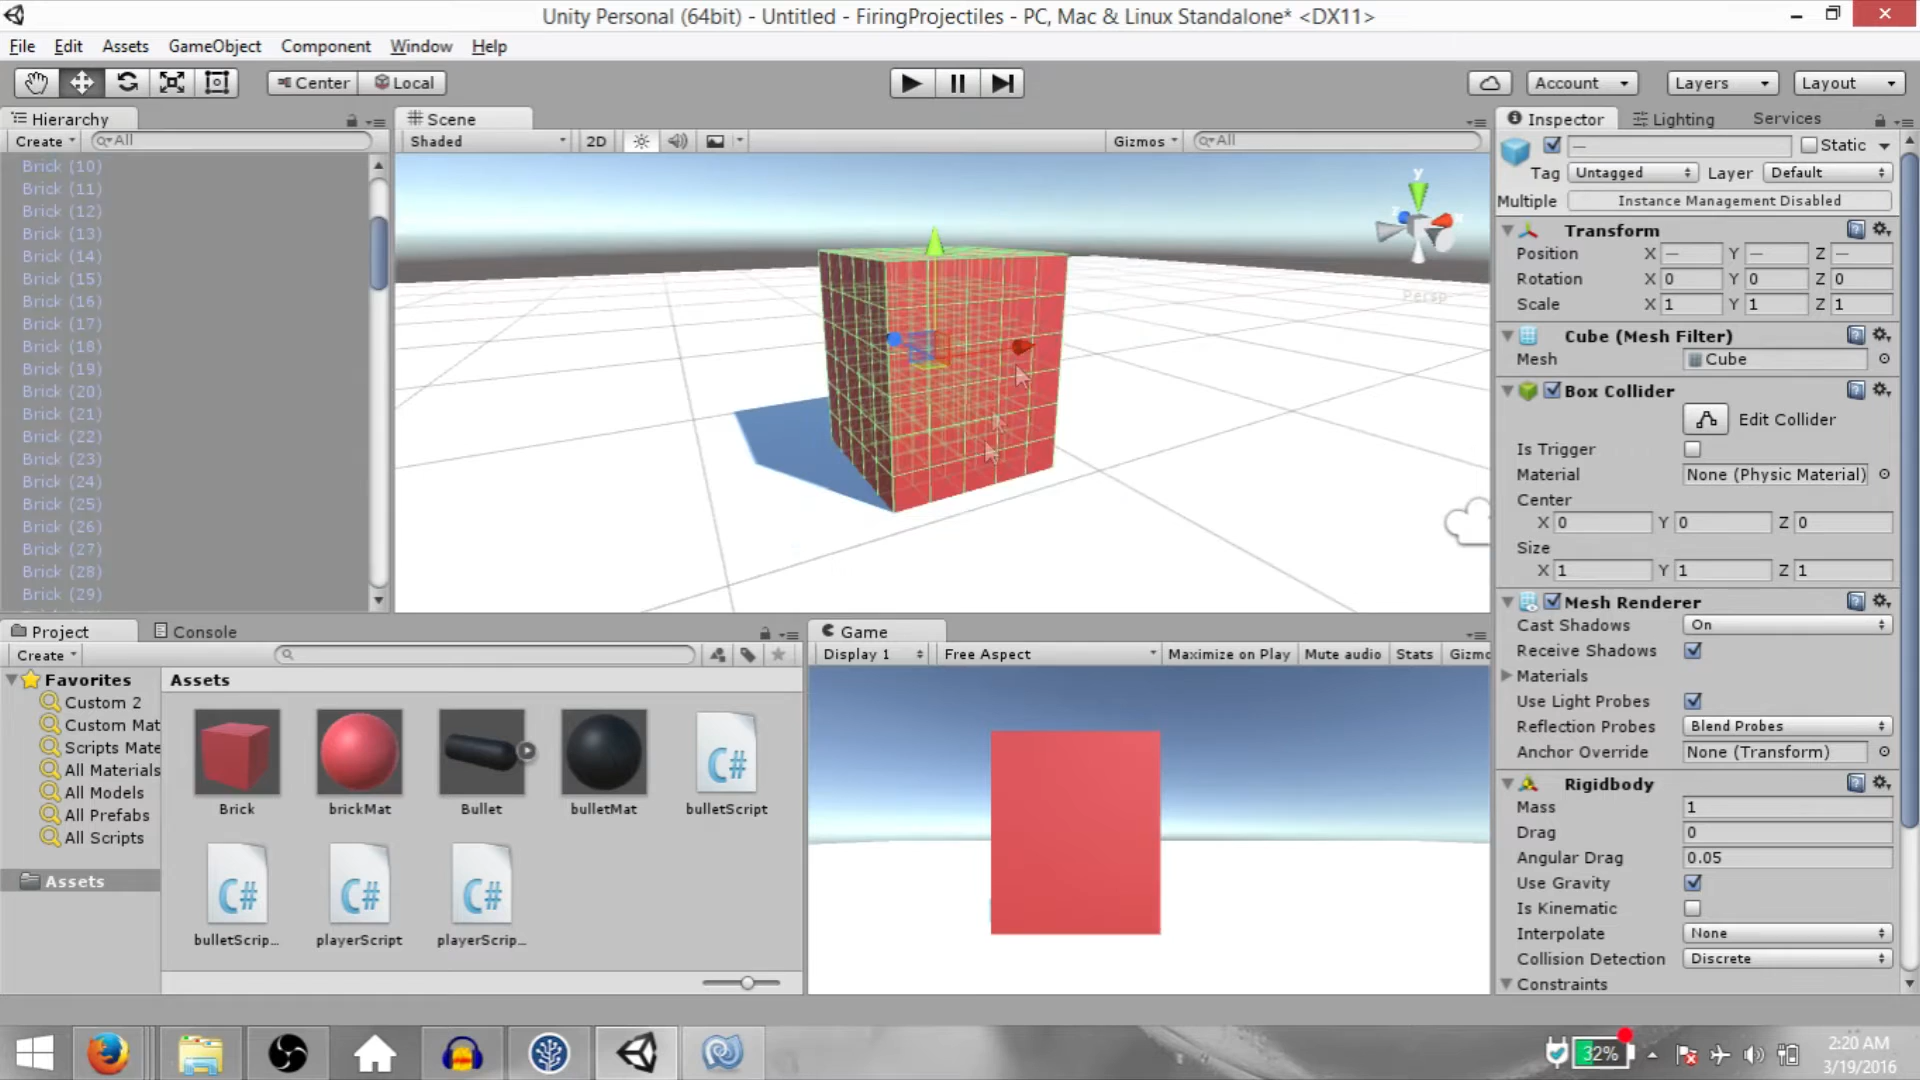 Unity Personal (64bit) - Untitled - FiringProjectiles - PC, Mac & Linux Standalone* <DX11>
File Edit Assets GameObject Component Window Help
Center Local
Account Layers Layout
Hierarchy
Create All
Brick (10)
Brick (11)
Brick (12)
Brick (13)
Brick (14)
Brick (15)
Brick (16)
Brick (17)
Brick (18)
Brick (19)
Brick (20)
Brick (21)
Brick (22)
Brick (23)
Brick (24)
Brick (25)
Brick (26)
Brick (27)
Brick (28)
Brick (29)
Scene
Shaded 2D Gizmos All
y
x
Persp
Inspector Lighting Services
— Static
Tag Untagged Layer Default
Multiple Instance Management Disabled
Transform
Position X — Y — Z —
Rotation X 0 Y 0 Z 0
Scale X 1 Y 1 Z 1
Cube (Mesh Filter)
Mesh Cube
Box Collider
Edit Collider
Is Trigger
Material None (Physic Material)
Center
X 0 Y 0 Z 0
Size
X 1 Y 1 Z 1
Mesh Renderer
Cast Shadows On
Receive Shadows
Materials
Use Light Probes
Reflection Probes Blend Probes
Anchor Override None (Transform)
Rigidbody
Mass 1
Drag 0
Angular Drag 0.05
Use Gravity
Is Kinematic
Interpolate None
Collision Detection Discrete
Constraints
Project Console
Create
Favorites
Custom 2
Custom Mat
Scripts Mate
All Materials
All Models
All Prefabs
All Scripts
Assets
Assets
Brick brickMat Bullet bulletMat bulletScript
C#
C# C# C#
bulletScrip... playerScript playerScrip...
Game
Display 1 Free Aspect Maximize on Play Mute audio Stats Gizmo
32%
2:20 AM
3/19/2016